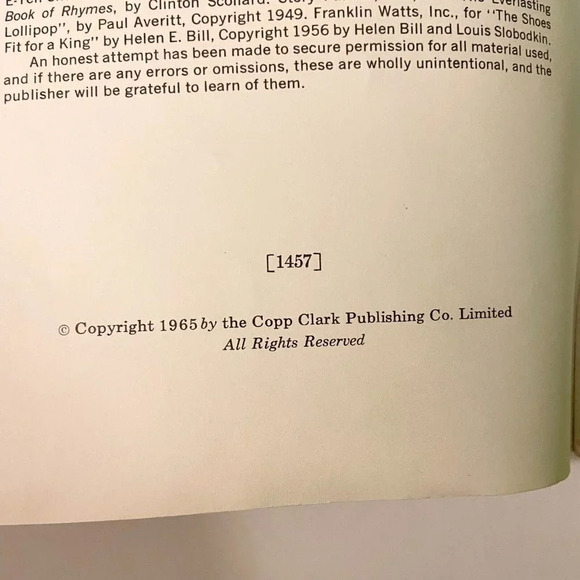 Book of Rhymes, by Clinton Scollard. Everlasting
Lollipop", by Paul Averitt, Copyright 1949. Franklin Watts, Inc., for "The Shoes
Fit for a King" by Helen E. Bill, Copyright 1956 by Helen Bill and Louis Slobodkin.
An honest attempt has been made to secure permission for all material used,
and if there are any errors or omissions, these are wholly unintentional, and the
publisher will be grateful to learn of them.
[1457]
© Copyright 1965 by the Copp Clark Publishing Co. Limited
All Rights Reserved